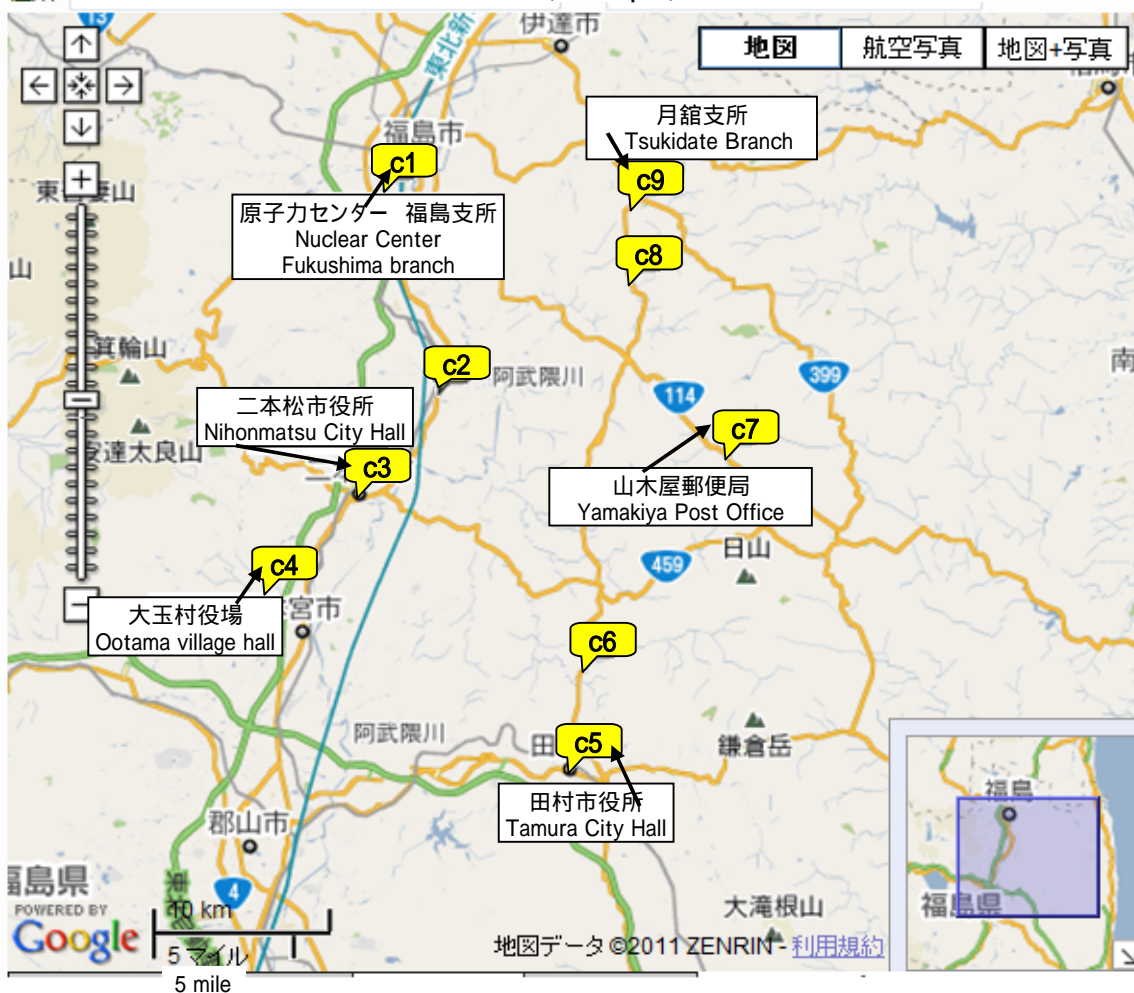 13
伊達市
東北新
地図
航空写真
地図+写真
福島市
月舘支所
Tsukidate Branch
c1
c9
原子力センター 福島支所
Nuclear Center
Fukushima branch
山
c8
箕輪山
c2
阿武隈川
399
南
114
二本松市役所
Nihonmatsu City Hall
c7
安達太良山
c3
山木屋郵便局
Yamakiya Post Office
日山
459
c4
大玉村役場
Ootama village hall
宮市
c6
阿武隈川
田
c5
鎌倉岳
田村市役所
Tamura City Hall
福島
郡山市
福島県
4
大滝根山
福島県
POWERED BY
Google
10 km
5 マイル
5 mile
地図データ ©2011 ZENRIN - 利用規約